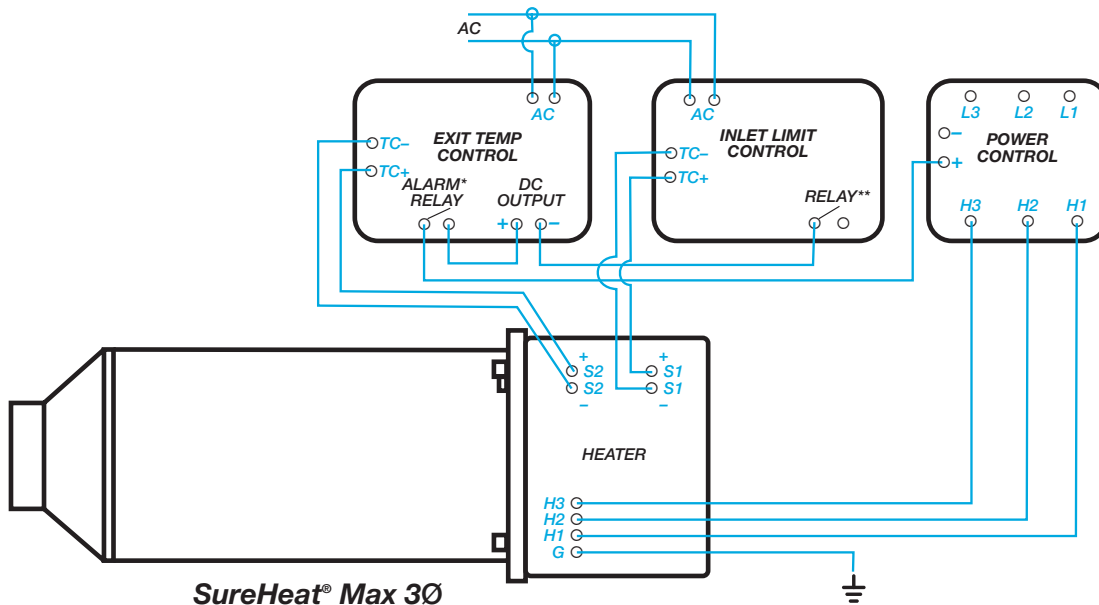 AC
AC
EXIT TEMP
CONTROL
TC–
TC+
ALARM*
RELAY
DC
OUTPUT
+ –
AC
INLET LIMIT
CONTROL
TC–
TC+
RELAY**
L3 L2 L1
–
+
POWER
CONTROL
H3 H2 H1
+ +
S2 S1
S2 S1
– –
HEATER
H3
H2
H1
G
SureHeat® Max 3Ø